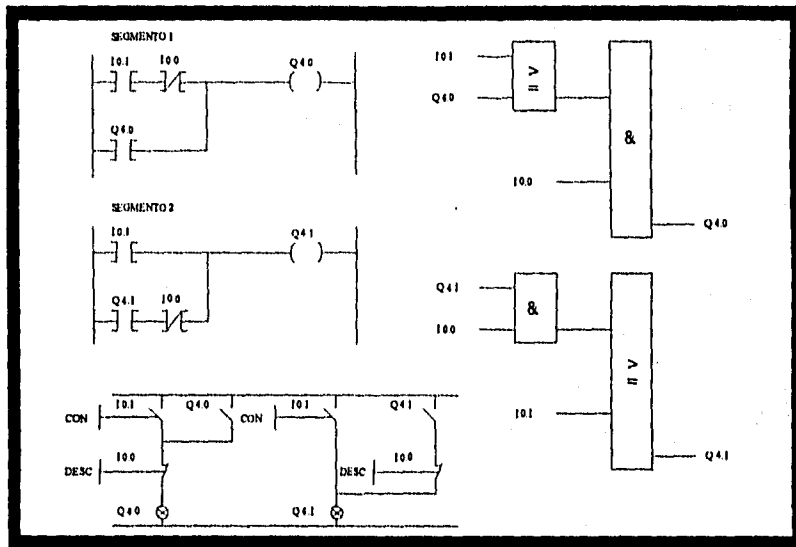 SEGMENTO 1
I0.1 I0.0 Q4.0
Q4.0
SEGMENTO 2
I0.1 Q4.1
Q4.1 I0.0
I0.1 Q4.0 I0.1 Q4.1
CON CON
I0.0 I0.0
DESC DESC
Q4.0 Q4.1
I0.1
Q4.0
= >
&
I0.0
Q4.0
Q4.1
I0.0
&
= >
I0.1
Q4.1